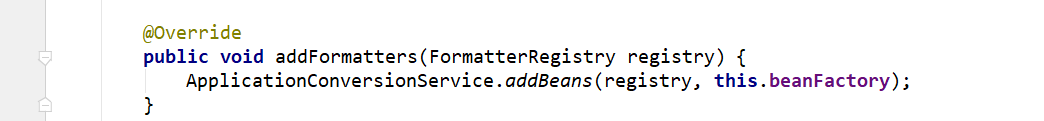 @Override
public void addFormatters(FormatterRegistry registry) {
    ApplicationConversionService.addBeans(registry, this.beanFactory);
}